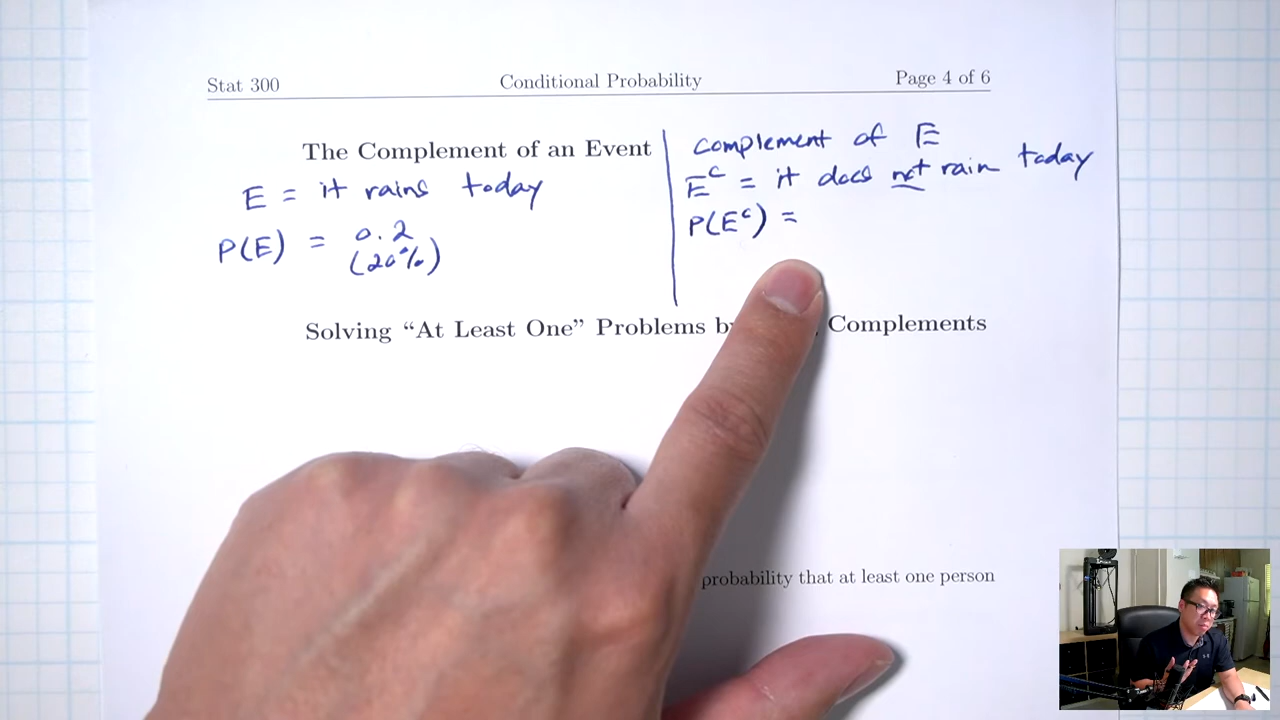 Stat 300 Conditional Probability Page 4 of 6
The Complement of an Event
E = it rains today
P(E) = 0.2
(20%)
complement of E
E^c = it does not rain today
P(E^c) =
Solving “At Least One” Problems b Complements
probability that at least one person